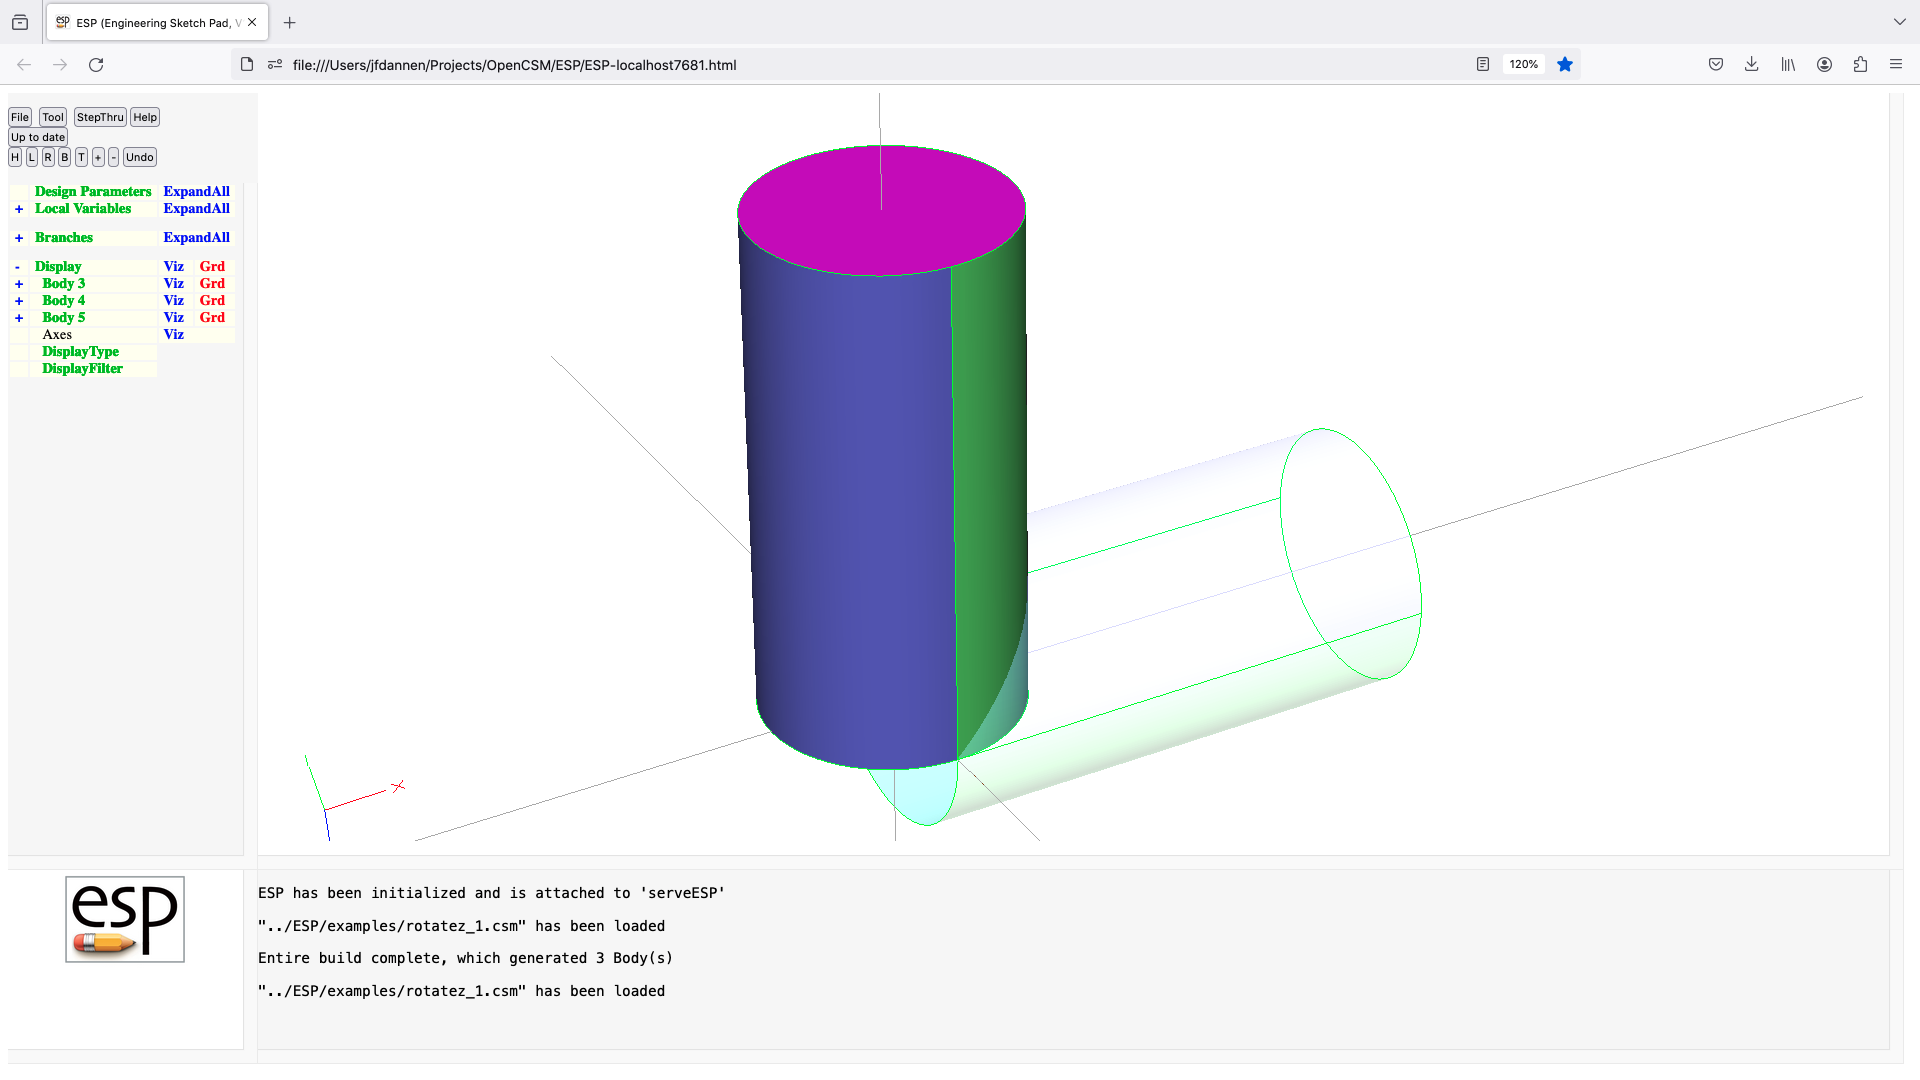 ESP (Engineering Sketch Pad, V
file:///Users/jfdannen/Projects/OpenCSM/ESP/ESP-localhost7681.html
120%
File Tool StepThru Help
Up to date
H L R B T + - Undo
Design Parameters ExpandAll
+ Local Variables ExpandAll
+ Branches ExpandAll
- Display Viz Grd
+ Body 3 Viz Grd
+ Body 4 Viz Grd
+ Body 5 Viz Grd
Axes Viz
DisplayType
DisplayFilter
X
esp
ESP has been initialized and is attached to 'serveESP'
"../ESP/examples/rotatez_1.csm" has been loaded
Entire build complete, which generated 3 Body(s)
"../ESP/examples/rotatez_1.csm" has been loaded